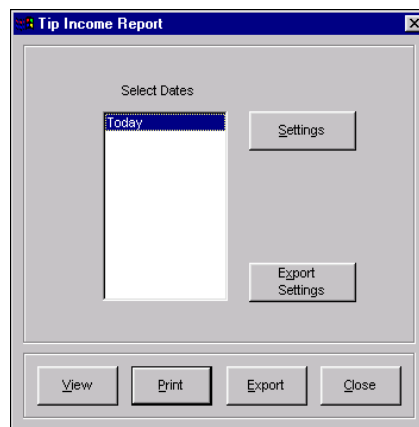 Tip Income Report
Select Dates
Today
Settings
Export
Settings
View
Print
Export
Close